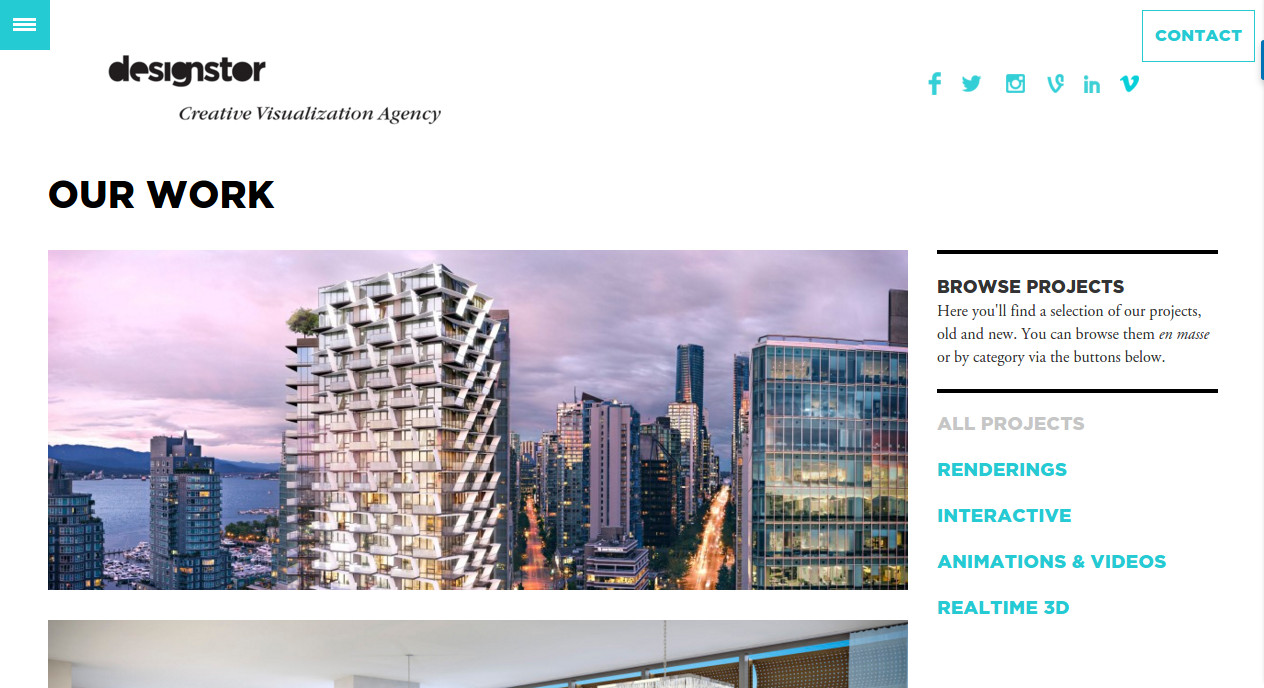 CONTACT
designstor
Creative Visualization Agency
OUR WORK
BROWSE PROJECTS
Here you'll find a selection of our projects,
old and new. You can browse them en masse
or by category via the buttons below.
ALL PROJECTS
RENDERINGS
INTERACTIVE
ANIMATIONS & VIDEOS
REALTIME 3D